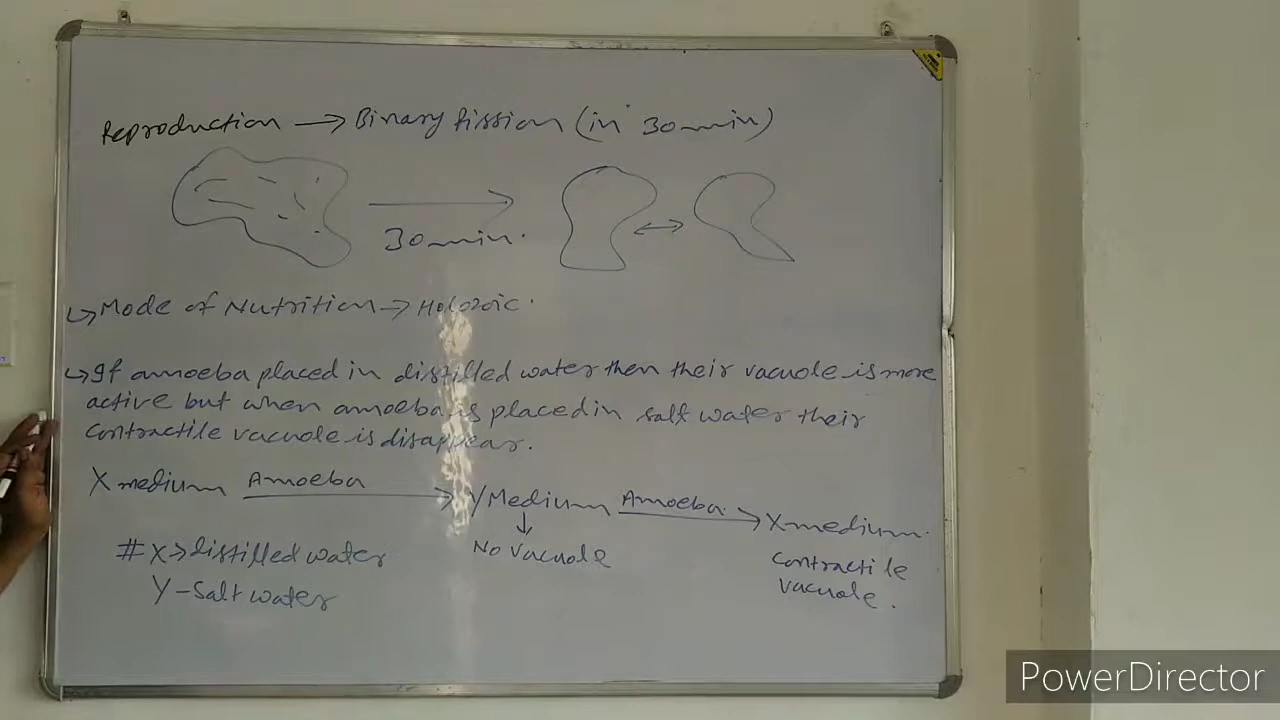 Reproduction → Binary fission (in 30 min)
30 min.
↳ Mode of Nutrition → Holozoic.
↳ If amoeba placed in distilled water then their vacuole is more
active but when amoeba is placed in salt water their
contractile vacuole is disappear.
X medium Amoeba → Y Medium Amoeba → X medium.
↓
No vacuole
contractile
vacuole.
# X → distilled water
Y - Salt water
PowerDirector